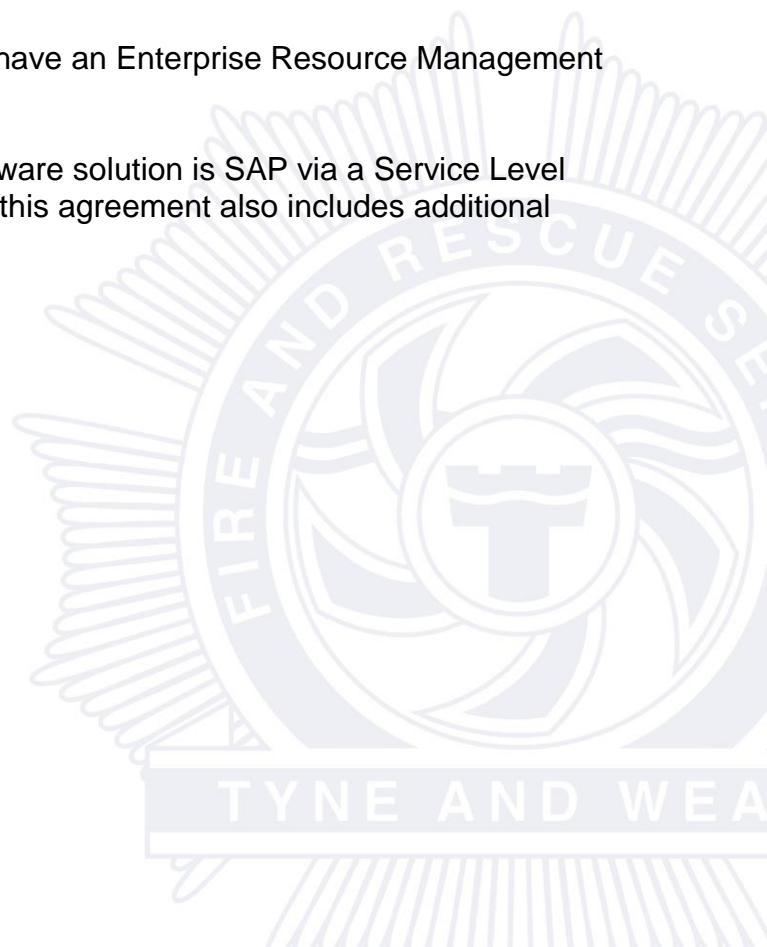 have an Enterprise Resource Management
ware solution is SAP via a Service Level
this agreement also includes additional
FIRE AND RESCUE SE
TYNE AND WEA